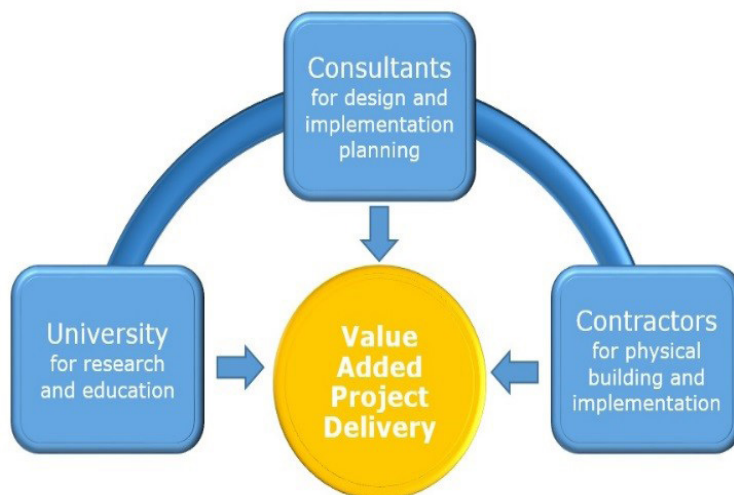 Consultants
for design and
implementation
planning
University
for research
and education
Value
Added
Project
Delivery
Contractors
for physical
building and
implementation